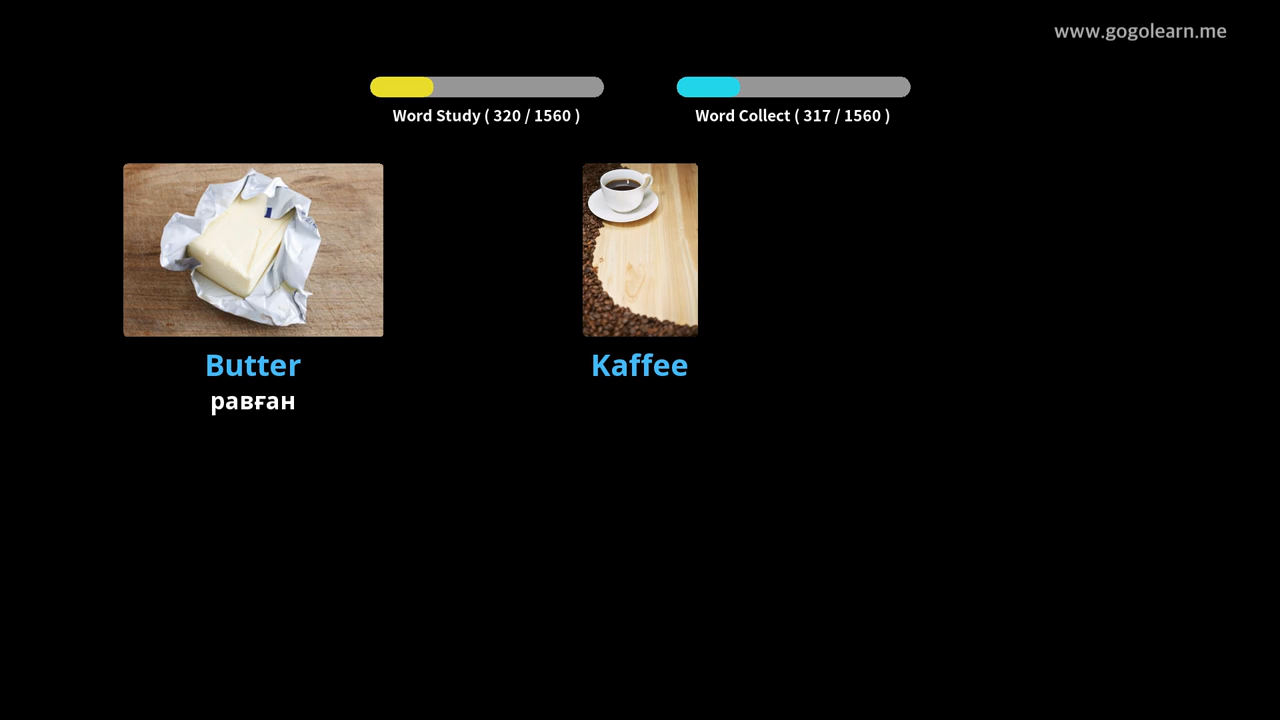 www.gogolearn.me
Word Study ( 320 / 1560 )
Word Collect ( 317 / 1560 )
Butter
равған
Kaffee